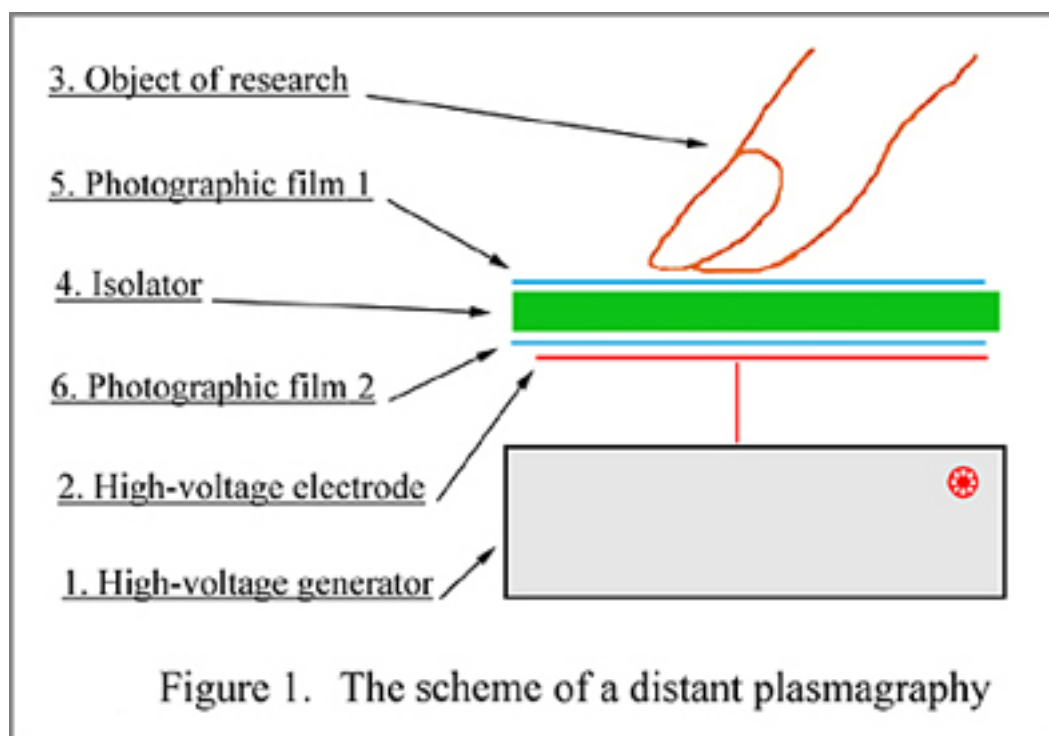 3. Object of research
5. Photographic film 1
4. Isolator
6. Photographic film 2
2. High-voltage electrode
1. High-voltage generator
Figure 1. The scheme of a distant plasmagraphy